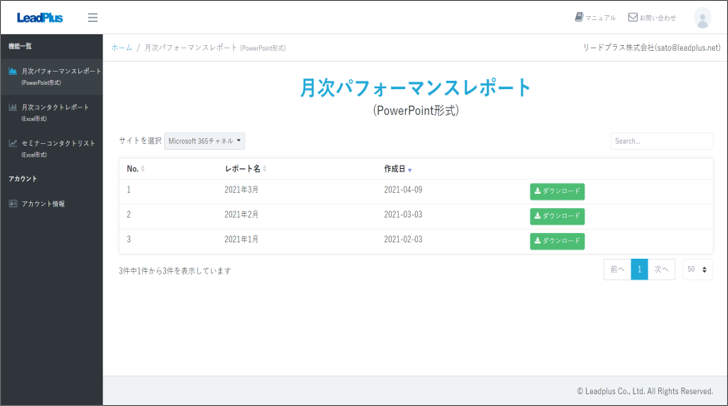 LeadPlus
マニュアル
お問い合わせ
機能一覧
ホーム / 月次パフォーマンスレポート (PowerPoint形式)
リードプラス株式会社(sato@leadplus.net)
月次パフォーマンスレポート
(PowerPoint形式)
月次コンタクトレポート
(Excel形式)
セミナーコンタクトリスト
(Excel形式)
アカウント
アカウント情報
月次パフォーマンスレポート
(PowerPoint形式)
サイトを選択 Microsoft 365チャネル
Search...
No. レポート名 作成日
1 2021年3月 2021-04-09 ダウンロード
2 2021年2月 2021-03-03 ダウンロード
3 2021年1月 2021-02-03 ダウンロード
3件中1件から3件を表示しています
前へ 1 次へ 50
© Leadplus Co., Ltd. All Rights Reserved.